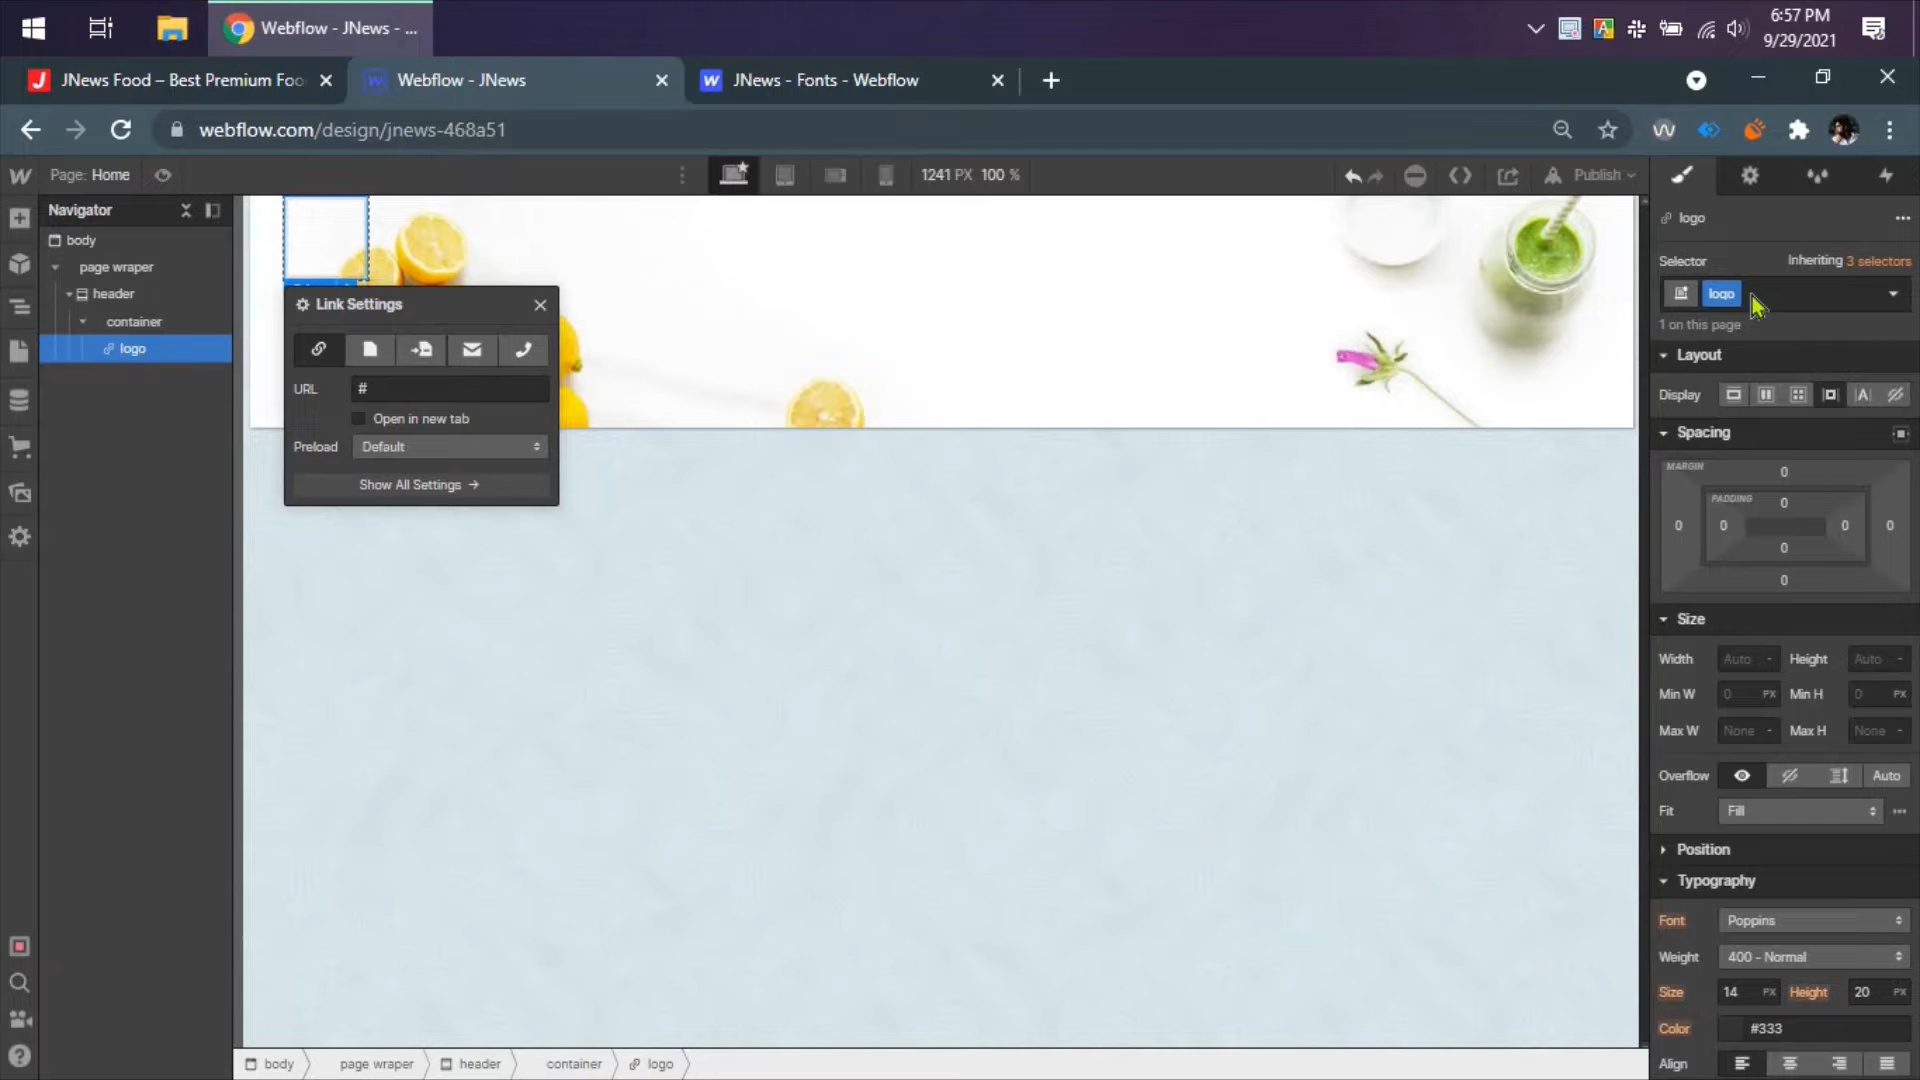 Webflow - JNews - ...
6:57 PM
9/29/2021
JNews Food – Best Premium Foo
Webflow - JNews
JNews - Fonts - Webflow
webflow.com/design/jnews-468a51
Page: Home
1241 PX 100 %
Publish
Navigator
body
page wraper
header
container
logo
Link Settings
URL #
Open in new tab
Preload Default
Show All Settings →
logo
Selector Inheriting 3 selectors
logo
1 on this page
Layout
Display
Spacing
MARGIN
0
PADDING
0
0 0 0 0
0
0
Size
Width Auto - Height Auto -
Min W 0 PX Min H 0 PX
Max W None - Max H None -
Overflow Auto
Fit Fill
Position
Typography
Font Poppins
Weight 400 - Normal
Size 14 PX Height 20 PX
Color #333
Align
body page wraper header container logo